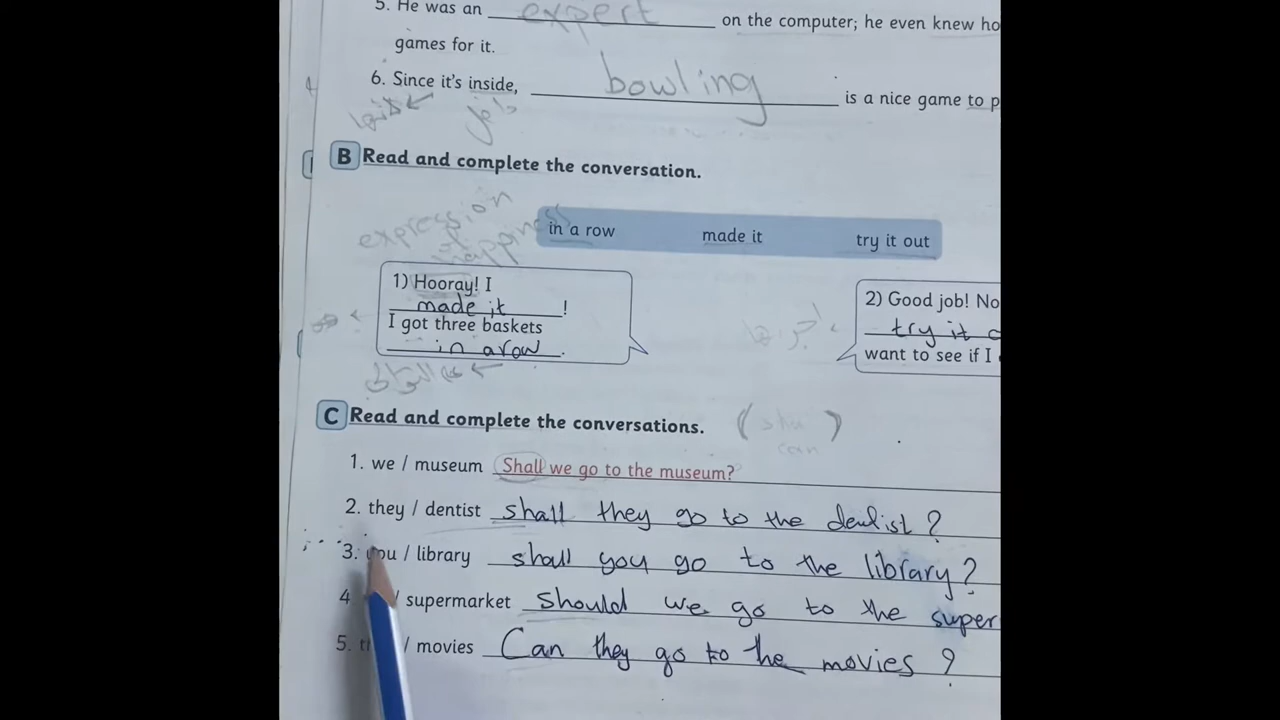 5. He was an expert on the computer; he even knew ho
games for it.
6. Since it's inside, bowling is a nice game to p
B Read and complete the conversation.
expression
in a row made it try it out
1) Hooray! I
made it !
I got three baskets
in arow.
2) Good job! No
try it o
want to see if I
C Read and complete the conversations.
1. we / museum Shall we go to the museum?
2. they / dentist shall they go to the dentist?
3. you / library shall you go to the library?
4 / supermarket should we go to the super
5. / movies Can they go to the movies?